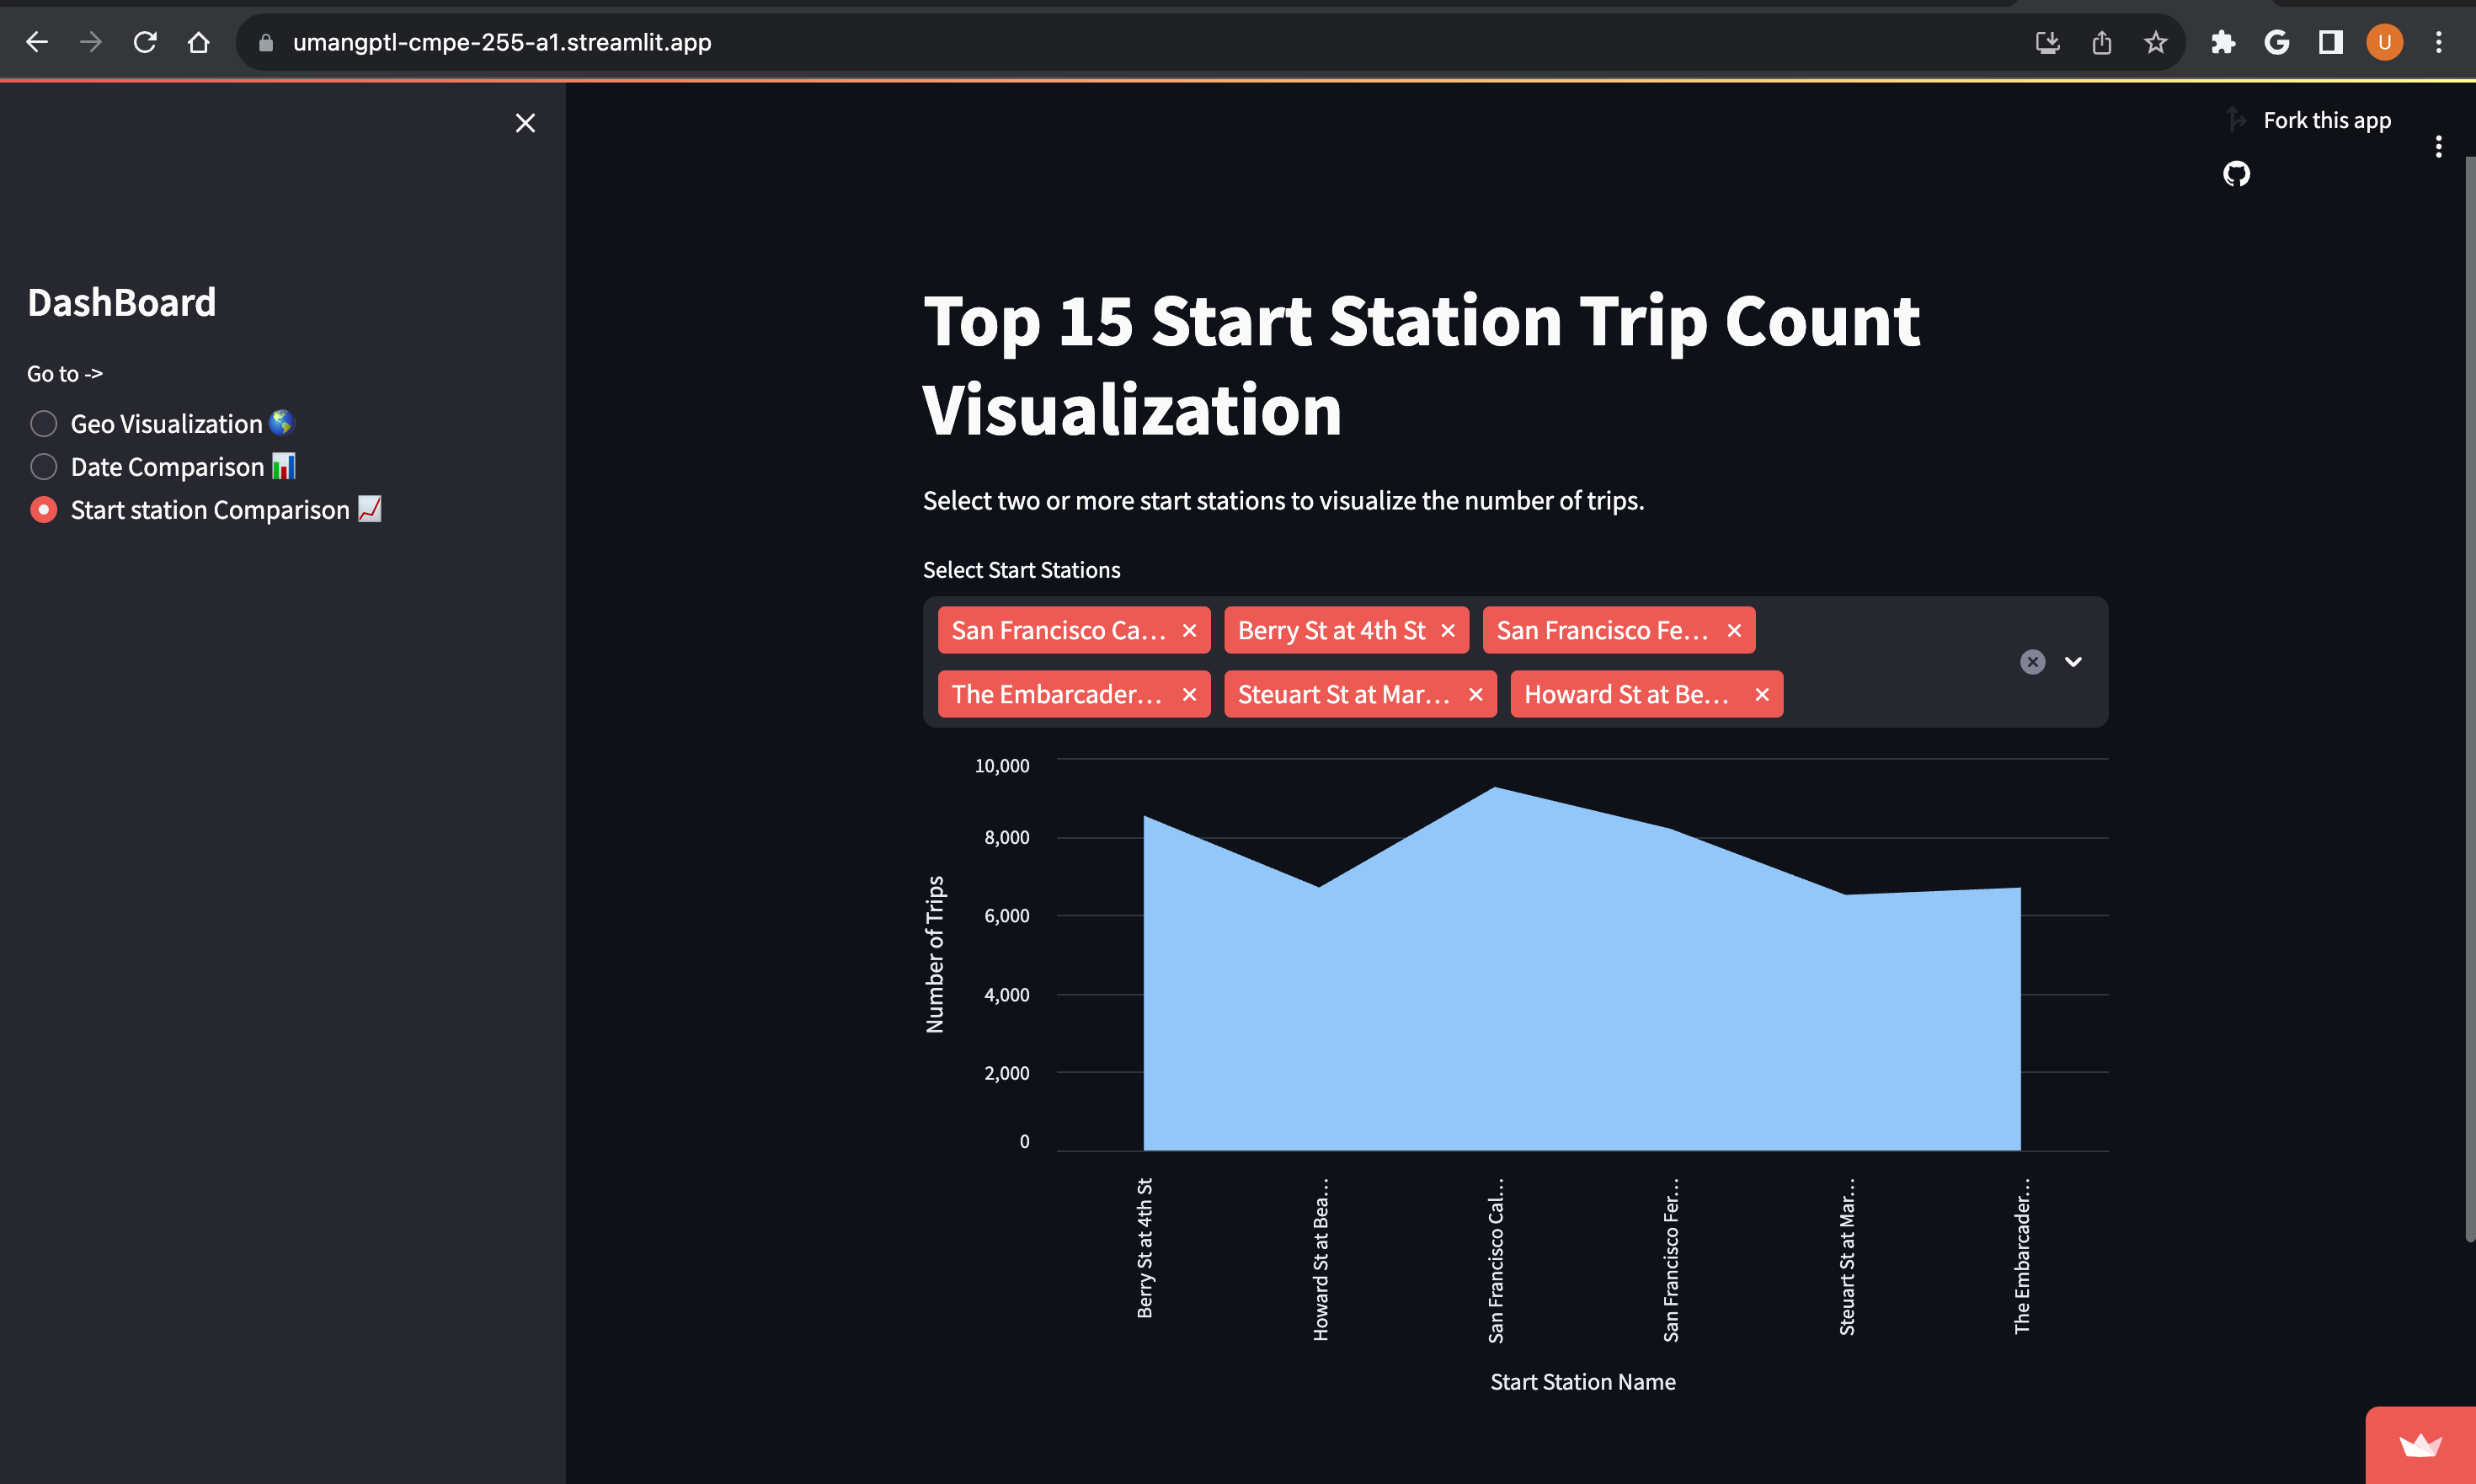 umangptl-cmpe-255-a1.streamlit.app
U
Fork this app
DashBoard
Go to ->
Geo Visualization 🌎
Date Comparison 📊
Start station Comparison 📈
Top 15 Start Station Trip Count
Visualization
Select two or more start stations to visualize the number of trips.
Select Start Stations
San Francisco Ca… Berry St at 4th St San Francisco Fe…
The Embarcader… Steuart St at Mar… Howard St at Be…
10,000
8,000
6,000
4,000
2,000
0
Number of Trips
Berry St at 4th St
Howard St at Bea…
San Francisco Cal…
San Francisco Fer…
Steuart St at Mar…
The Embarcader…
Start Station Name